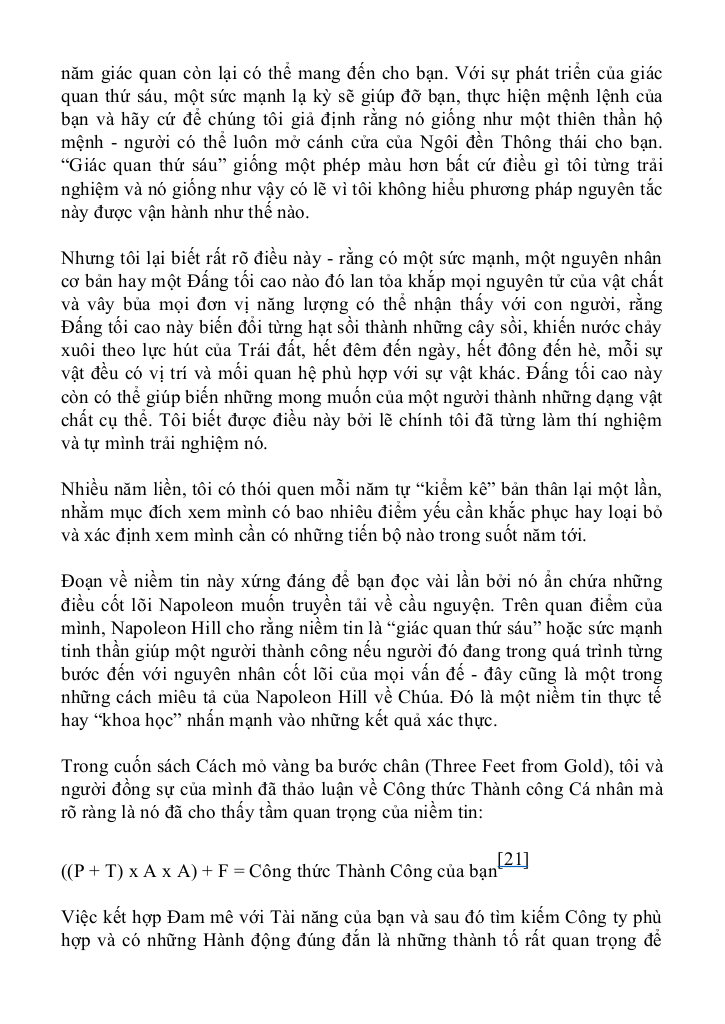 năm giác quan còn lại có thể mang đến cho bạn. Với sự phát triển của giác
quan thứ sáu, một sức mạnh lạ kỳ sẽ giúp đỡ bạn, thực hiện mệnh lệnh của
bạn và hãy cứ để chúng tôi giả định rằng nó giống như một thiên thần hộ
mệnh - người có thể luôn mở cánh cửa của Ngôi đền Thông thái cho bạn.
“Giác quan thứ sáu” giống một phép màu hơn bất cứ điều gì tôi từng trải
nghiệm và nó giống như vậy có lẽ vì tôi không hiểu phương pháp nguyên tắc
này được vận hành như thế nào.
Nhưng tôi lại biết rất rõ điều này - rằng có một sức mạnh, một nguyên nhân
cơ bản hay một Đấng tối cao nào đó lan tỏa khắp mọi nguyên tử của vật chất
và vây bủa mọi đơn vị năng lượng có thể nhận thấy với con người, rằng
Đấng tối cao này biến đổi từng hạt sồi thành những cây sồi, khiến nước chảy
xuôi theo lực hút của Trái đất, hết đêm đến ngày, hết đông đến hè, mỗi sự
vật đều có vị trí và mối quan hệ phù hợp với sự vật khác. Đấng tối cao này
còn có thể giúp biến những mong muốn của một người thành những dạng vật
chất cụ thể. Tôi biết được điều này bởi lẽ chính tôi đã từng làm thí nghiệm
và tự mình trải nghiệm nó.
Nhiều năm liền, tôi có thói quen mỗi năm tự “kiểm kê” bản thân lại một lần,
nhằm mục đích xem mình có bao nhiêu điểm yếu cần khắc phục hay loại bỏ
và xác định xem mình cần có những tiến bộ nào trong suốt năm tới.
Đoạn về niềm tin này xứng đáng để bạn đọc vài lần bởi nó ẩn chứa những
điều cốt lõi Napoleon muốn truyền tải về cầu nguyện. Trên quan điểm của
mình, Napoleon Hill cho rằng niềm tin là “giác quan thứ sáu” hoặc sức mạnh
tinh thần giúp một người thành công nếu người đó đang trong quá trình từng
bước đến với nguyên nhân cốt lõi của mọi vấn đế - đây cũng là một trong
những cách miêu tả của Napoleon Hill về Chúa. Đó là một niềm tin thực tế
hay “khoa học” nhấn mạnh vào những kết quả xác thực.
Trong cuốn sách Cách mỏ vàng ba bước chân (Three Feet from Gold), tôi và
người đồng sự của mình đã thảo luận về Công thức Thành công Cá nhân mà
rõ ràng là nó đã cho thấy tầm quan trọng của niềm tin:
((P + T) x A x A) + F = Công thức Thành Công của bạn[21]
Việc kết hợp Đam mê với Tài năng của bạn và sau đó tìm kiếm Công ty phù
hợp và có những Hành động đúng đắn là những thành tố rất quan trọng để